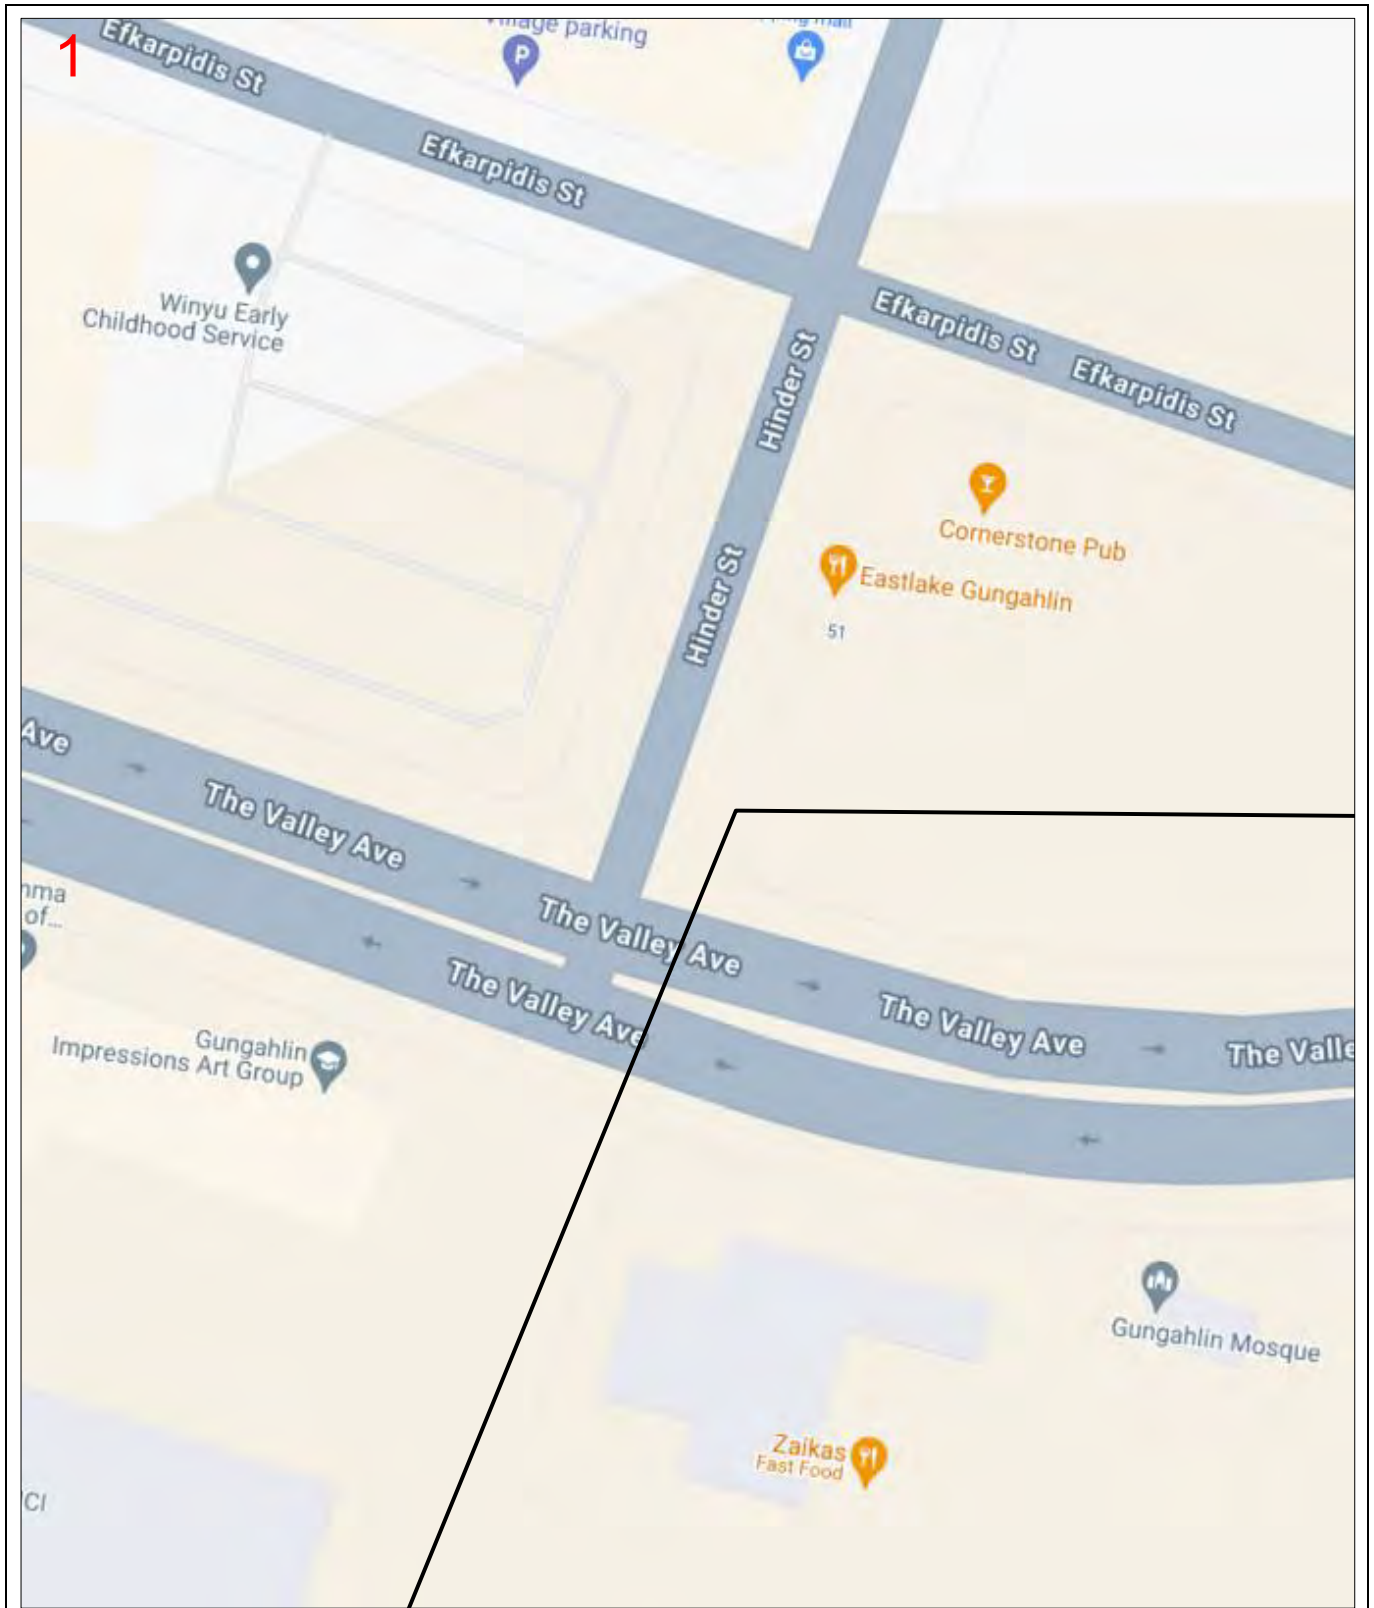 1
Efkarpidis St
parking
Efkarpidis St
Winyu Early
Childhood Service
Efkarpidis St
Efkarpidis St
Hinder St
Cornerstone Pub
Eastlake Gungahlin
51
Hinder St
Ave
The Valley Ave
The Valley Ave
of...
The Valley Ave
The Valley Ave
The Valle
Gungahlin
Impressions Art Group
Gungahlin Mosque
Zaikas
Fast Food
CI